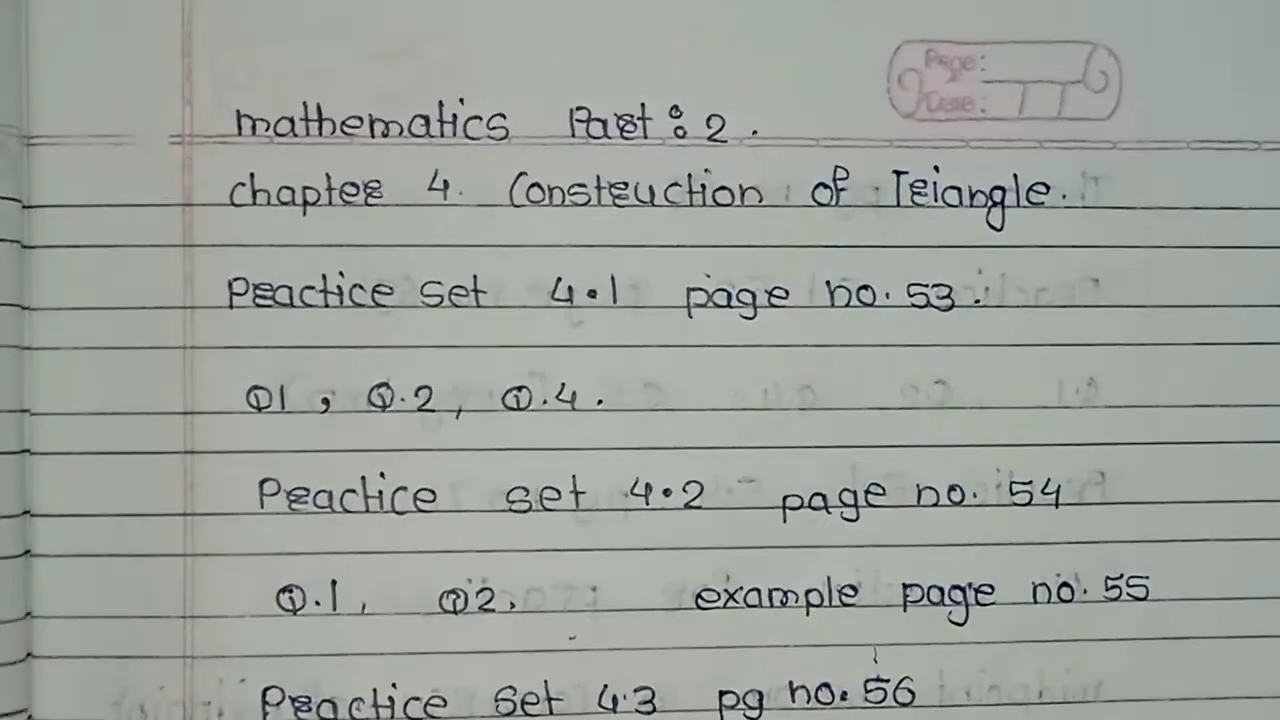 Page:
Date:
mathematics Part : 2.
chapter 4. Construction of Triangle.
Practice set 4.1 page no. 53.
Q1, Q.2, Q.4.
Practice set 4.2 page no. 54
Q.1, Q2. example page no. 55
Practice set 4.3 pg no. 56